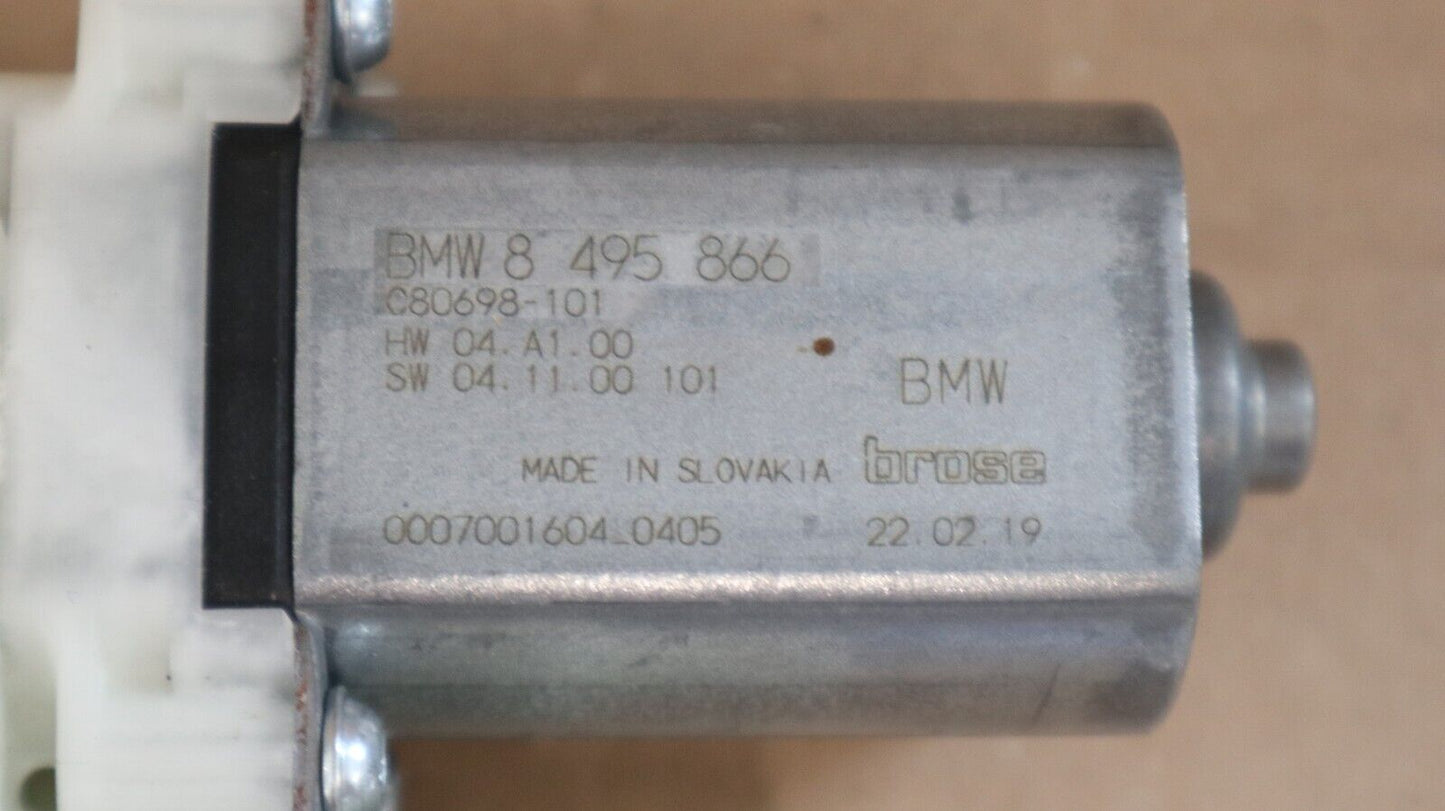 BMW 8 495 866
C80698-101
HW 04.A1.00
SW 04.11.00 101
BMW
MADE IN SLOVAKIA brose
0007001604_0405 22.02.19